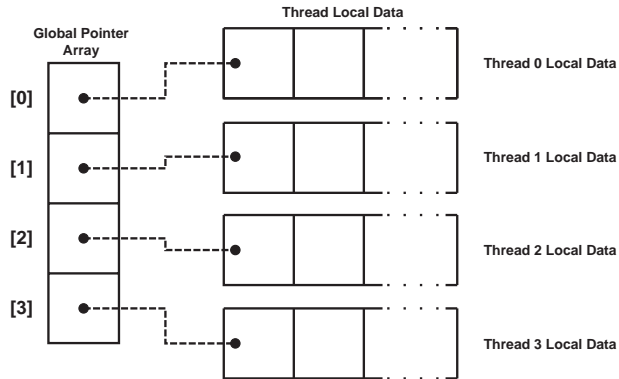 Thread Local Data
Global Pointer
Array
[0]
Thread 0 Local Data
[1]
Thread 1 Local Data
[2]
Thread 2 Local Data
[3]
Thread 3 Local Data